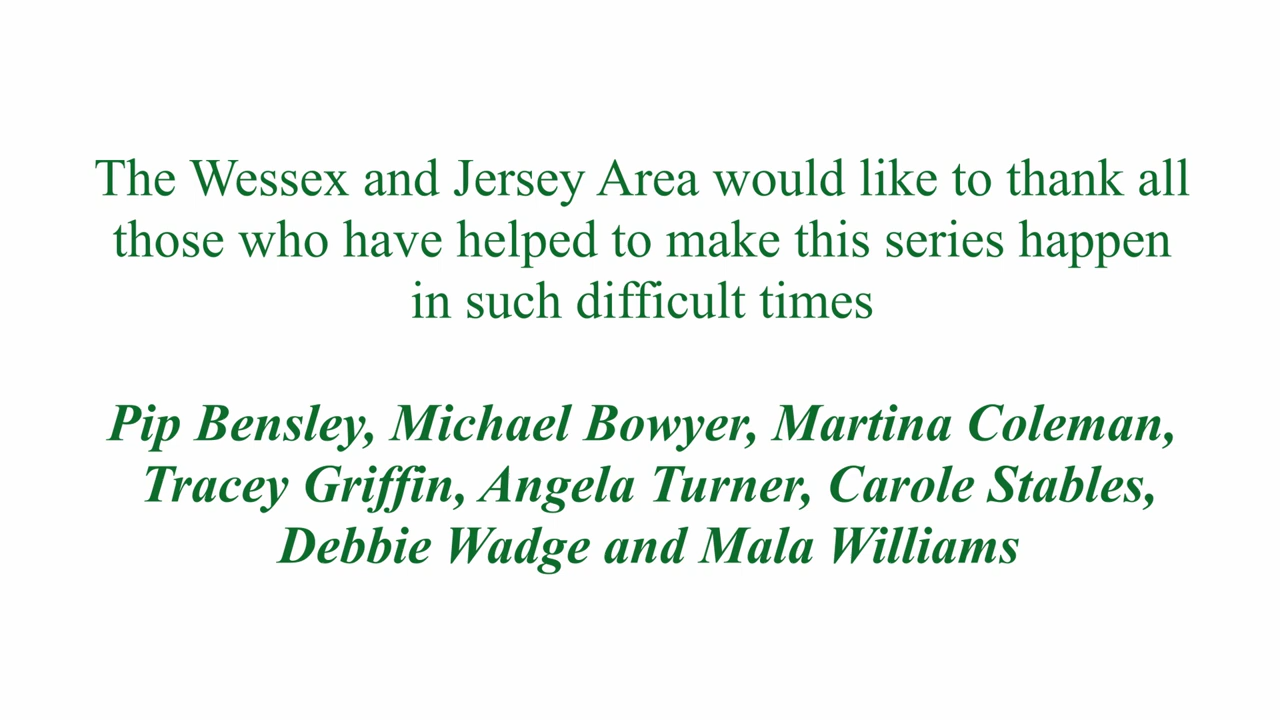 The Wessex and Jersey Area would like to thank all
those who have helped to make this series happen
in such difficult times
Pip Bensley, Michael Bowyer, Martina Coleman,
Tracey Griffin, Angela Turner, Carole Stables,
Debbie Wadge and Mala Williams